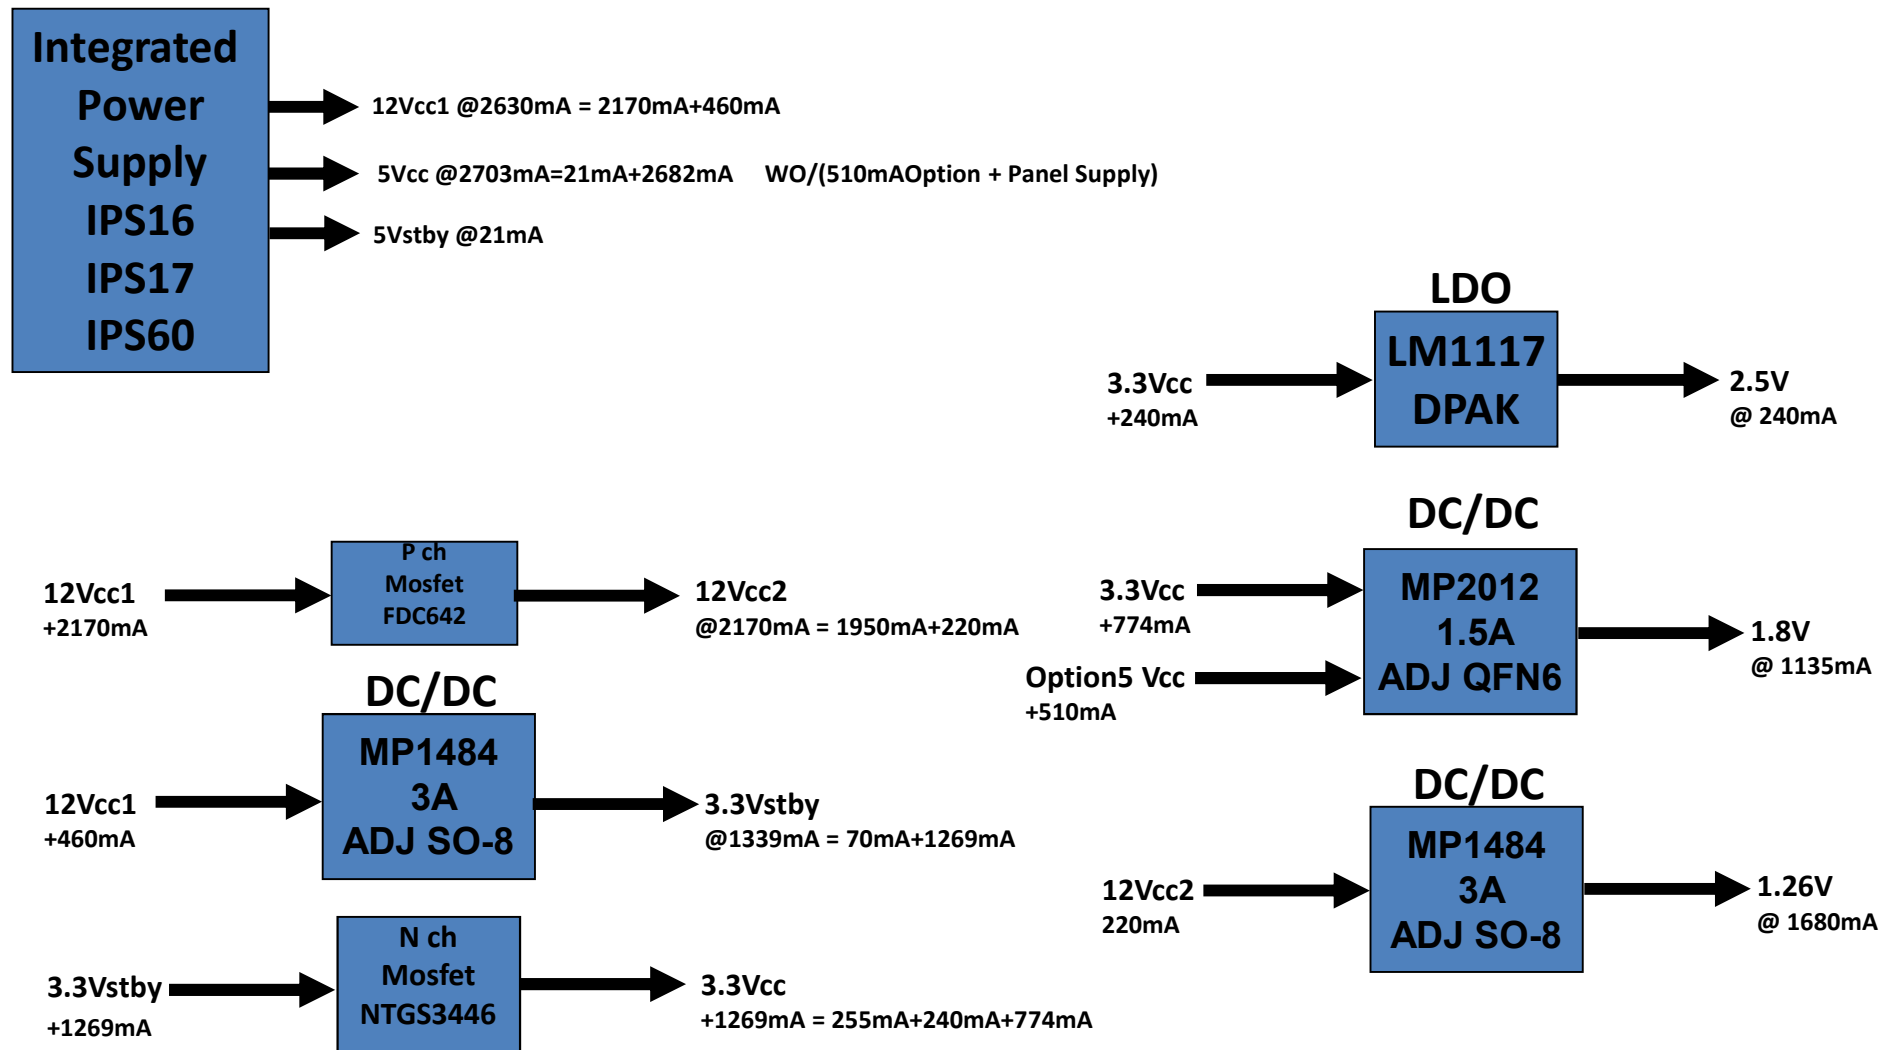 Integrated
Power
Supply
IPS16
IPS17
IPS60
12Vcc1 @2630mA = 2170mA+460mA
5Vcc @2703mA=21mA+2682mA WO/(510mAOption + Panel Supply)
5Vstby @21mA
LDO
LM1117
DPAK
3.3Vcc
+240mA
2.5V
@ 240mA
P ch
Mosfet
FDC642
12Vcc1
+2170mA
12Vcc2
@2170mA = 1950mA+220mA
DC/DC
MP2012
1.5A
ADJ QFN6
3.3Vcc
+774mA
Option5 Vcc
+510mA
1.8V
@ 1135mA
DC/DC
MP1484
3A
ADJ SO-8
12Vcc1
+460mA
3.3Vstby
@1339mA = 70mA+1269mA
DC/DC
MP1484
3A
ADJ SO-8
12Vcc2
220mA
1.26V
@ 1680mA
N ch
Mosfet
NTGS3446
3.3Vstby
+1269mA
3.3Vcc
+1269mA = 255mA+240mA+774mA